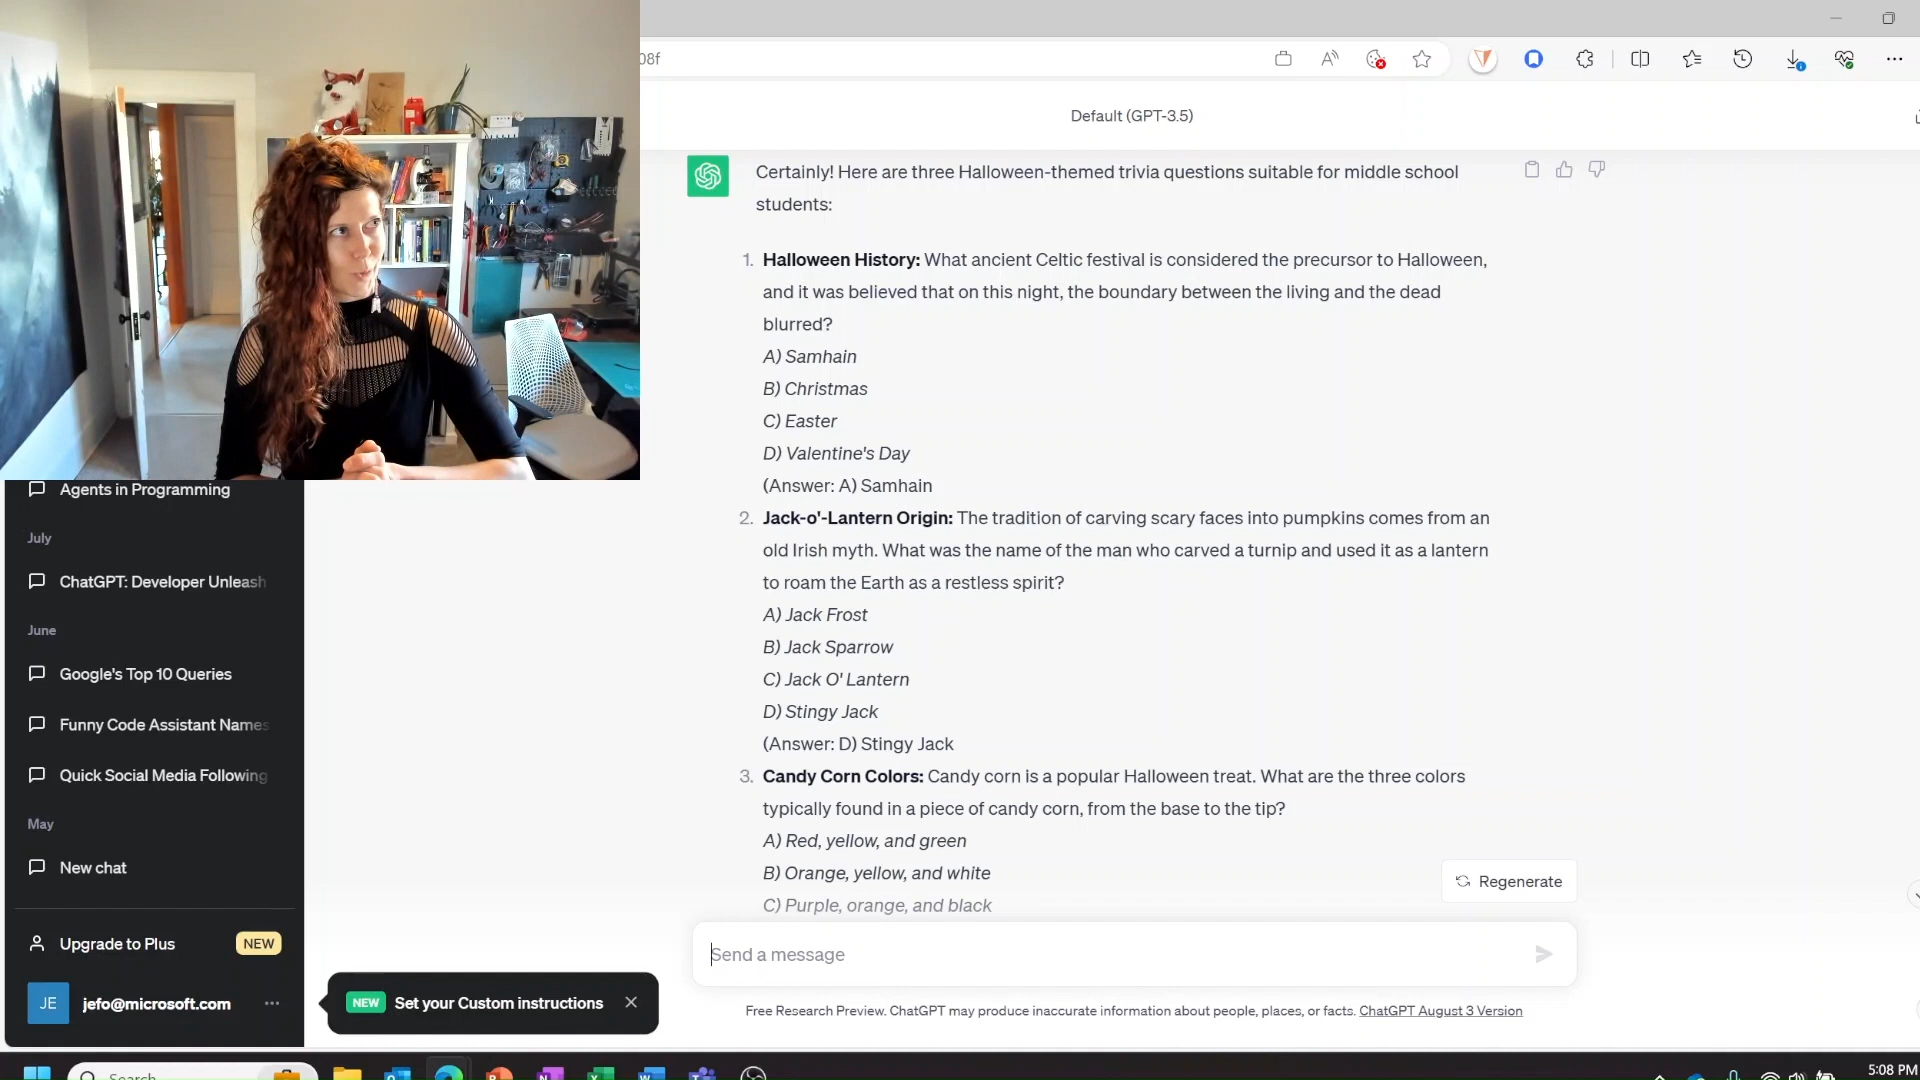 08f
Default (GPT-3.5)
Certainly! Here are three Halloween-themed trivia questions suitable for middle school
students:
1. Halloween History: What ancient Celtic festival is considered the precursor to Halloween,
and it was believed that on this night, the boundary between the living and the dead
blurred?
A) Samhain
B) Christmas
C) Easter
D) Valentine's Day
(Answer: A) Samhain
2. Jack-o'-Lantern Origin: The tradition of carving scary faces into pumpkins comes from an
old Irish myth. What was the name of the man who carved a turnip and used it as a lantern
to roam the Earth as a restless spirit?
A) Jack Frost
B) Jack Sparrow
C) Jack O' Lantern
D) Stingy Jack
(Answer: D) Stingy Jack
3. Candy Corn Colors: Candy corn is a popular Halloween treat. What are the three colors
typically found in a piece of candy corn, from the base to the tip?
A) Red, yellow, and green
B) Orange, yellow, and white
C) Purple, orange, and black
Regenerate
Send a message
Free Research Preview. ChatGPT may produce inaccurate information about people, places, or facts. ChatGPT August 3 Version
Agents in Programming
July
ChatGPT: Developer Unleash
June
Google's Top 10 Queries
Funny Code Assistant Names
Quick Social Media Following
May
New chat
Upgrade to Plus NEW
JE jefo@microsoft.com
NEW Set your Custom instructions
Search
5:08 PM